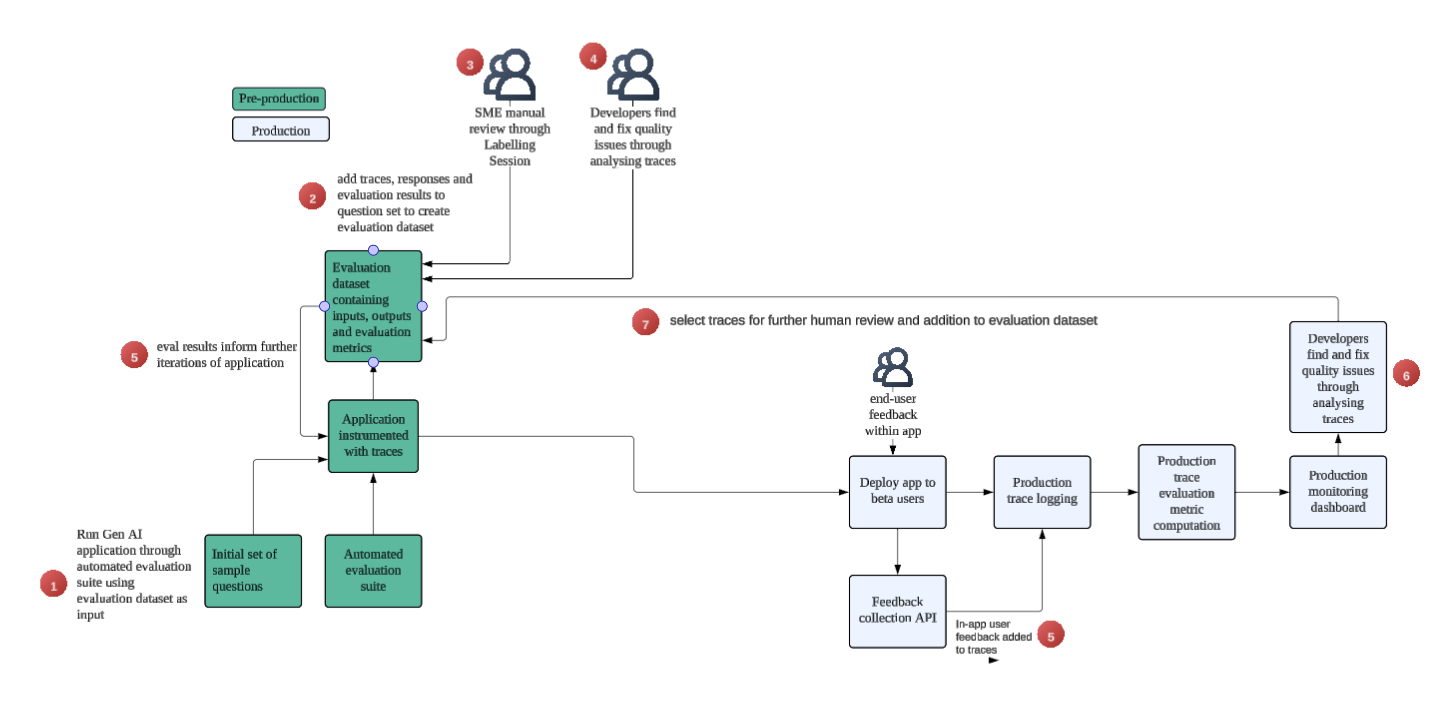 3
4
SME manual
review through
Labelling
Session
Developers find
and fix quality
issues through
analysing traces
Pre-production
Production
2
add traces, responses and
evaluation results to
question set to create
evaluation dataset
Evaluation
dataset
containing
inputs, outputs
and evaluation
metrics
7
select traces for further human review and addition to evaluation dataset
5
eval results inform further
iterations of application
Developers
find and fix
quality issues
through
analysing
traces
6
end-user
feedback
within app
Application
instrumented
with traces
Deploy app to
beta users
Production
trace logging
Production
trace
evaluation
metric
computation
Production
monitoring
dashboard
1
Run Gen AI
application through
automated evaluation
suite using
evaluation dataset as
input
Initial set of
sample
questions
Automated
evaluation
suite
Feedback
collection API
In-app user
feedback added
to traces
5